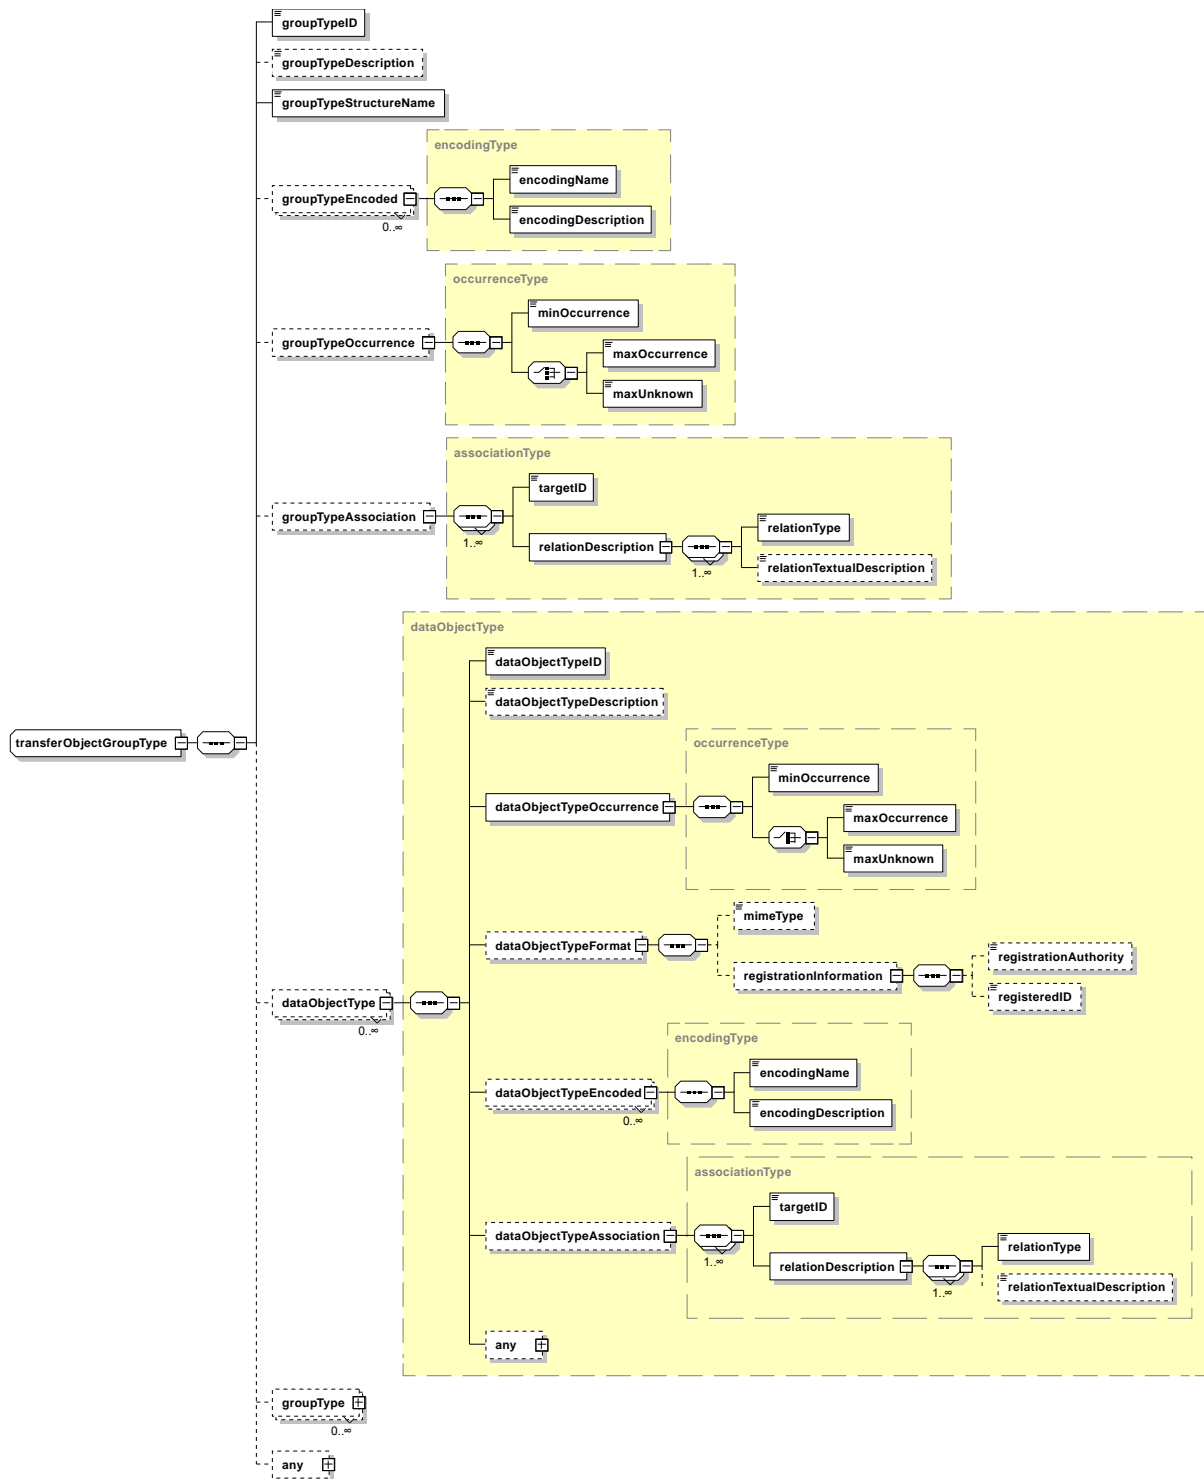 groupTypeID
groupTypeDescription
groupTypeStructureName
encodingType
encodingName
groupTypeEncoded
encodingDescription
0..∞
occurrenceType
minOccurrence
groupTypeOccurrence
maxOccurrence
maxUnknown
associationType
targetID
groupTypeAssociation
relationType
1..∞
relationDescription
relationTextualDescription
1..∞
dataObjectType
dataObjectTypeID
dataObjectTypeDescription
transferObjectGroupType
occurrenceType
minOccurrence
dataObjectTypeOccurrence
maxOccurrence
maxUnknown
mimeType
dataObjectTypeFormat
registrationAuthority
registrationInformation
registeredID
dataObjectType
0..∞
encodingType
encodingName
dataObjectTypeEncoded
encodingDescription
0..∞
associationType
targetID
dataObjectTypeAssociation
relationType
1..∞
relationDescription
relationTextualDescription
1..∞
any
groupType
0..∞
any